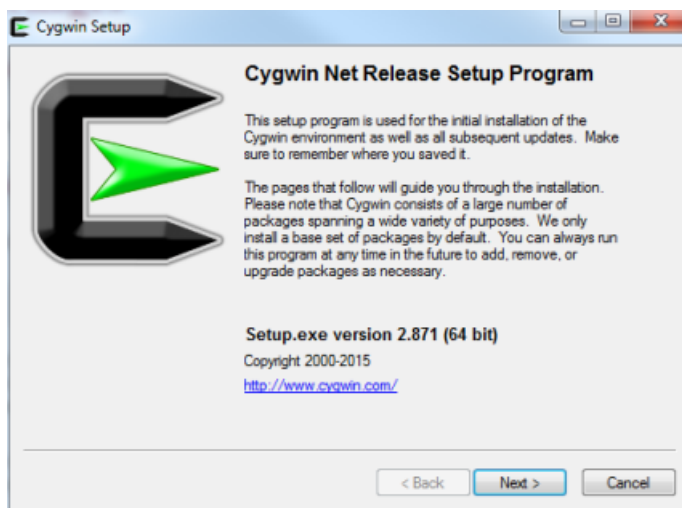 Cygwin Setup
Cygwin Net Release Setup Program
This setup program is used for the initial installation of the
Cygwin environment as well as all subsequent updates. Make
sure to remember where you saved it.
The pages that follow will guide you through the installation.
Please note that Cygwin consists of a large number of
packages spanning a wide variety of purposes. We only
install a base set of packages by default. You can always run
this program at any time in the future to add, remove, or
upgrade packages as necessary.
Setup.exe version 2.871 (64 bit)
Copyright 2000-2015
http://www.cygwin.com/
< Back Next > Cancel